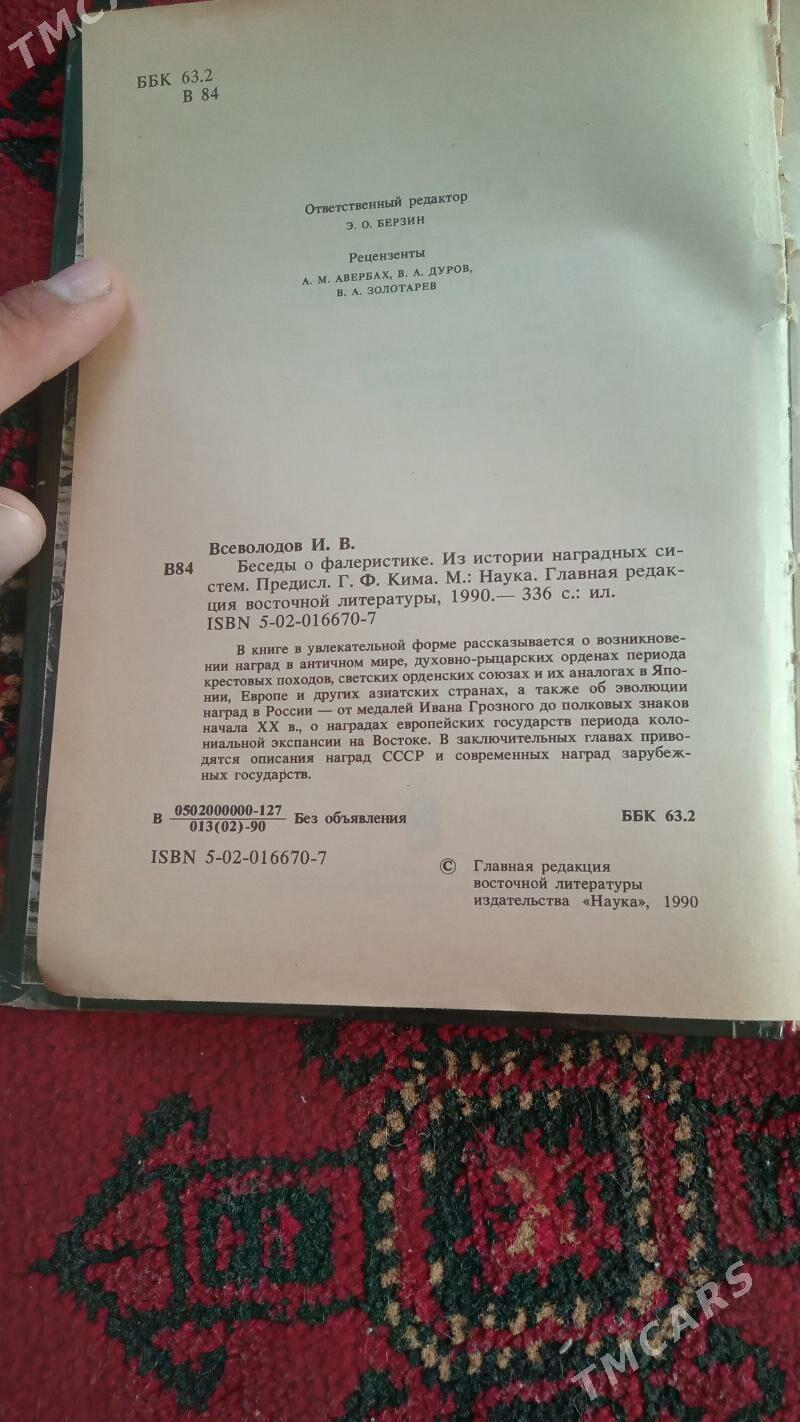 TMCARS
ББК 63.2
В 84
Ответственный редактор
Э. О. БЕРЗИН
Рецензенты
А. М. АВЕРБАХ, В. А. ДУРОВ,
В. А. ЗОЛОТАРЕВ
Всеволодов И. В.
В84 Беседы о фалеристике. Из истории наградных си-
стем. Предисл. Г. Ф. Кима. М.: Наука. Главная редак-
ция восточной литературы, 1990.— 336 с.: ил.
ISBN 5-02-016670-7
В книге в увлекательной форме рассказывается о возникнове-
нии наград в античном мире, духовно-рыцарских орденах периода
крестовых походов, светских орденских союзах и их аналогах в Япо-
нии, Европе и других азиатских странах, а также об эволюции
наград в России — от медалей Ивана Грозного до полковых знаков
начала XX в., о наградах европейских государств периода коло-
ниальной экспансии на Востоке. В заключительных главах приво-
дятся описания наград СССР и современных наград зарубеж-
ных государств.
В 0502000000-127 Без объявления
013(02)-90
ББК 63.2
ISBN 5-02-016670-7
© Главная редакция
восточной литературы
издательства «Наука», 1990
TMCARS